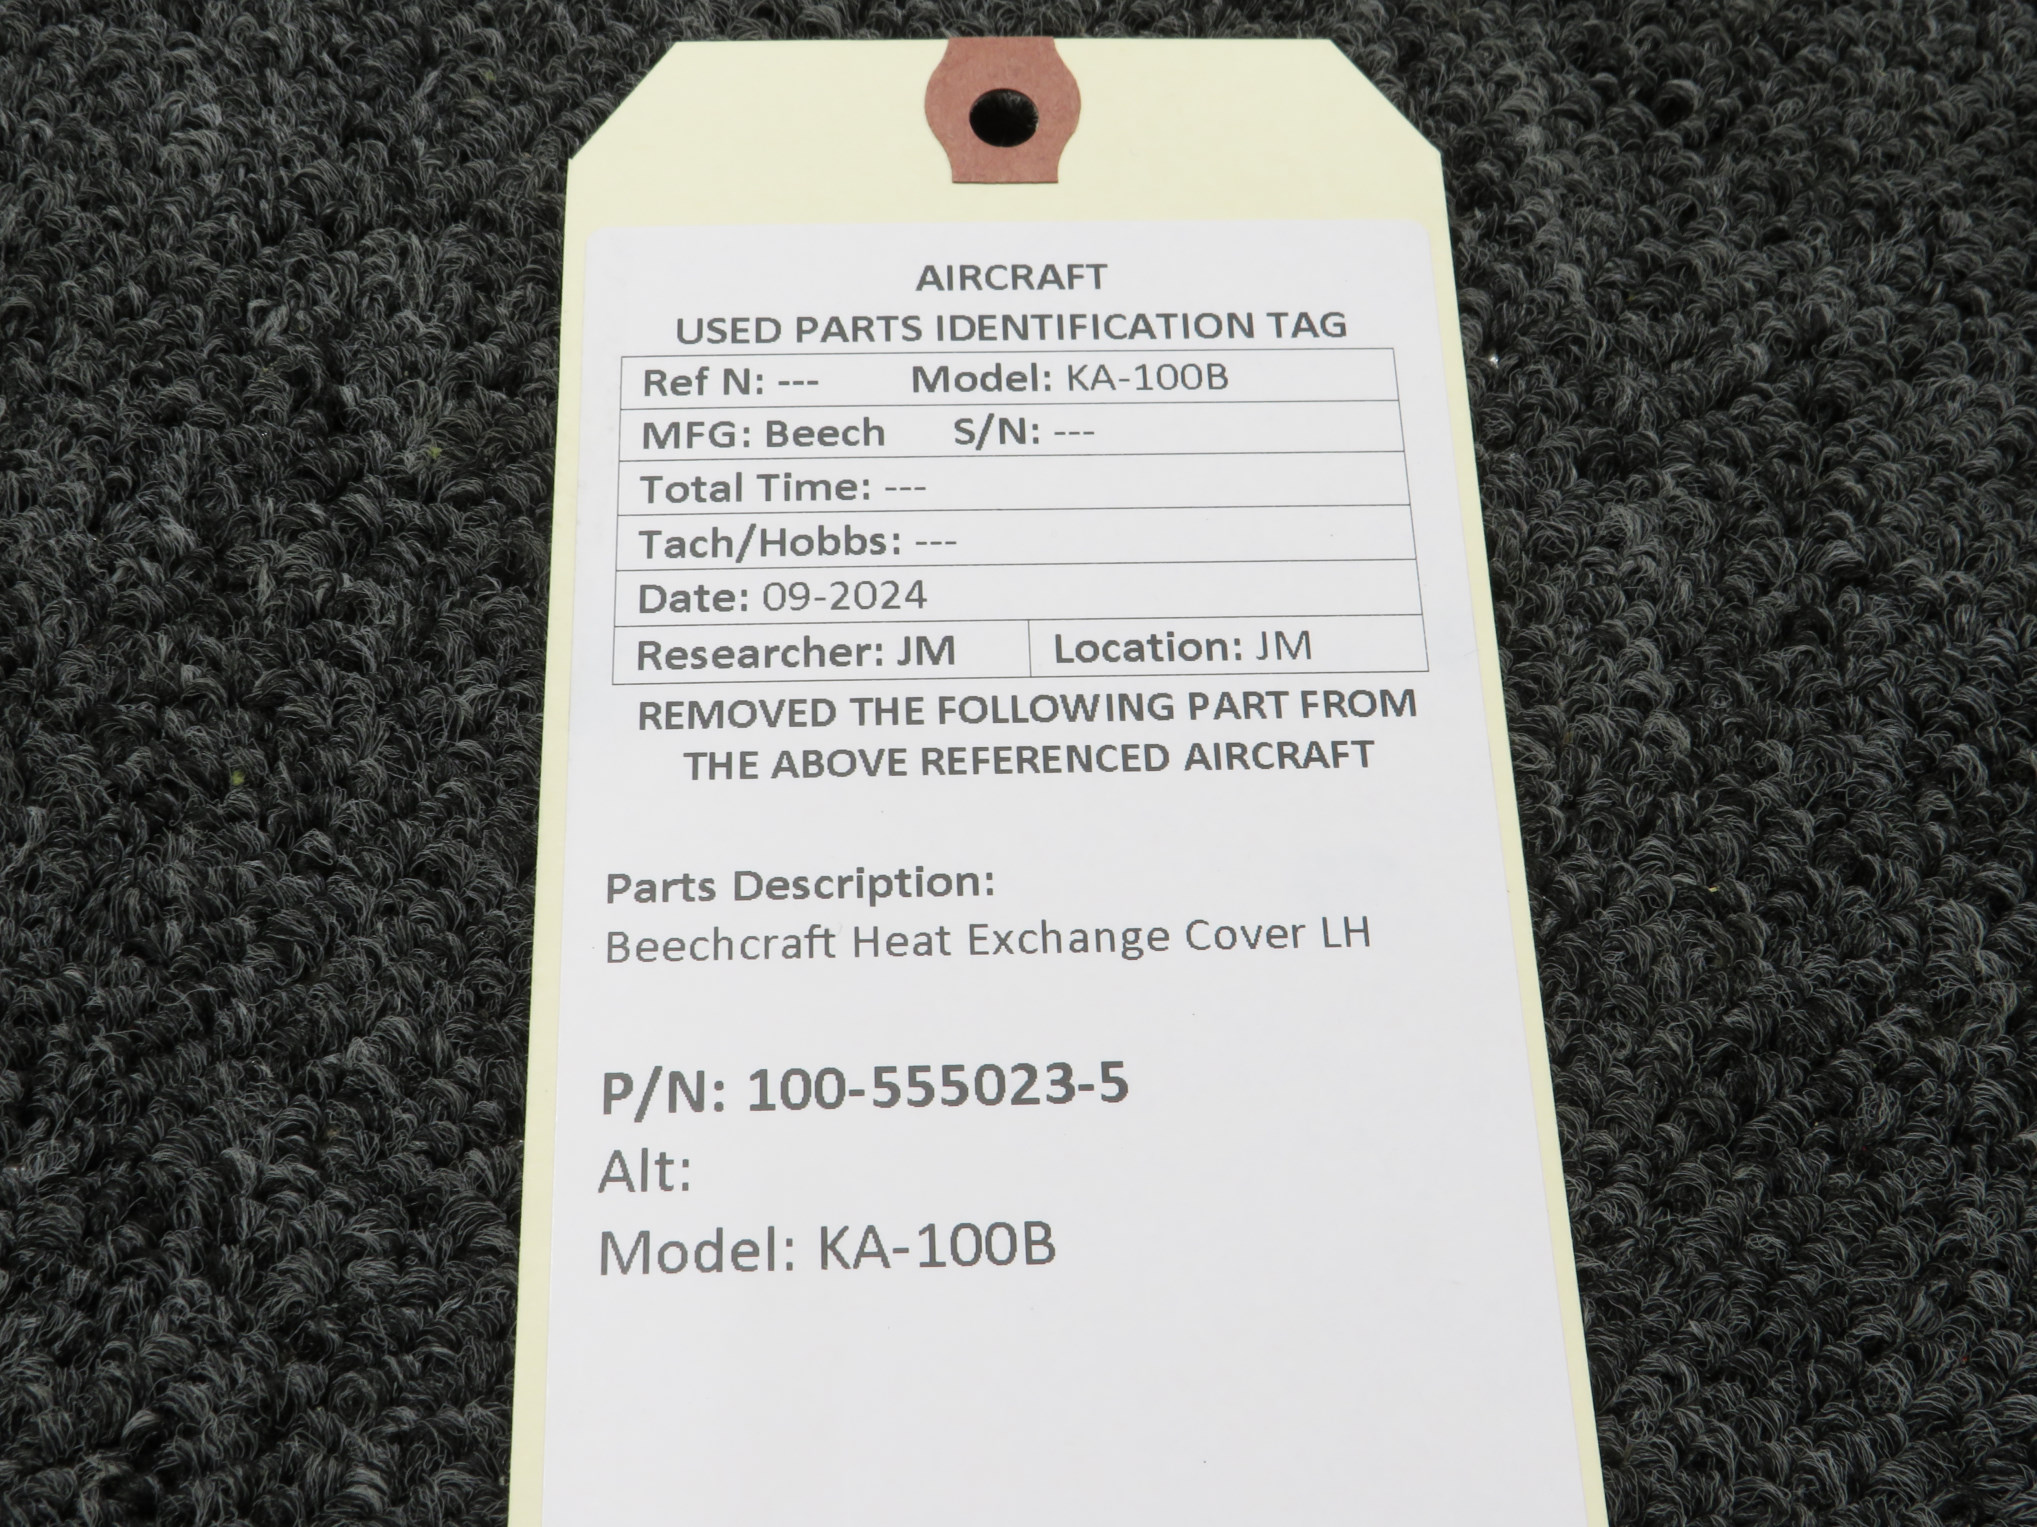 AIRCRAFT
USED PARTS IDENTIFICATION TAG
Ref N: --- Model: KA-100B
MFG: Beech S/N: ---
Total Time: ---
Tach/Hobbs: ---
Date: 09-2024
Researcher: JM Location: JM
REMOVED THE FOLLOWING PART FROM
THE ABOVE REFERENCED AIRCRAFT
Parts Description:
Beechcraft Heat Exchange Cover LH
P/N: 100-555023-5
Alt:
Model: KA-100B